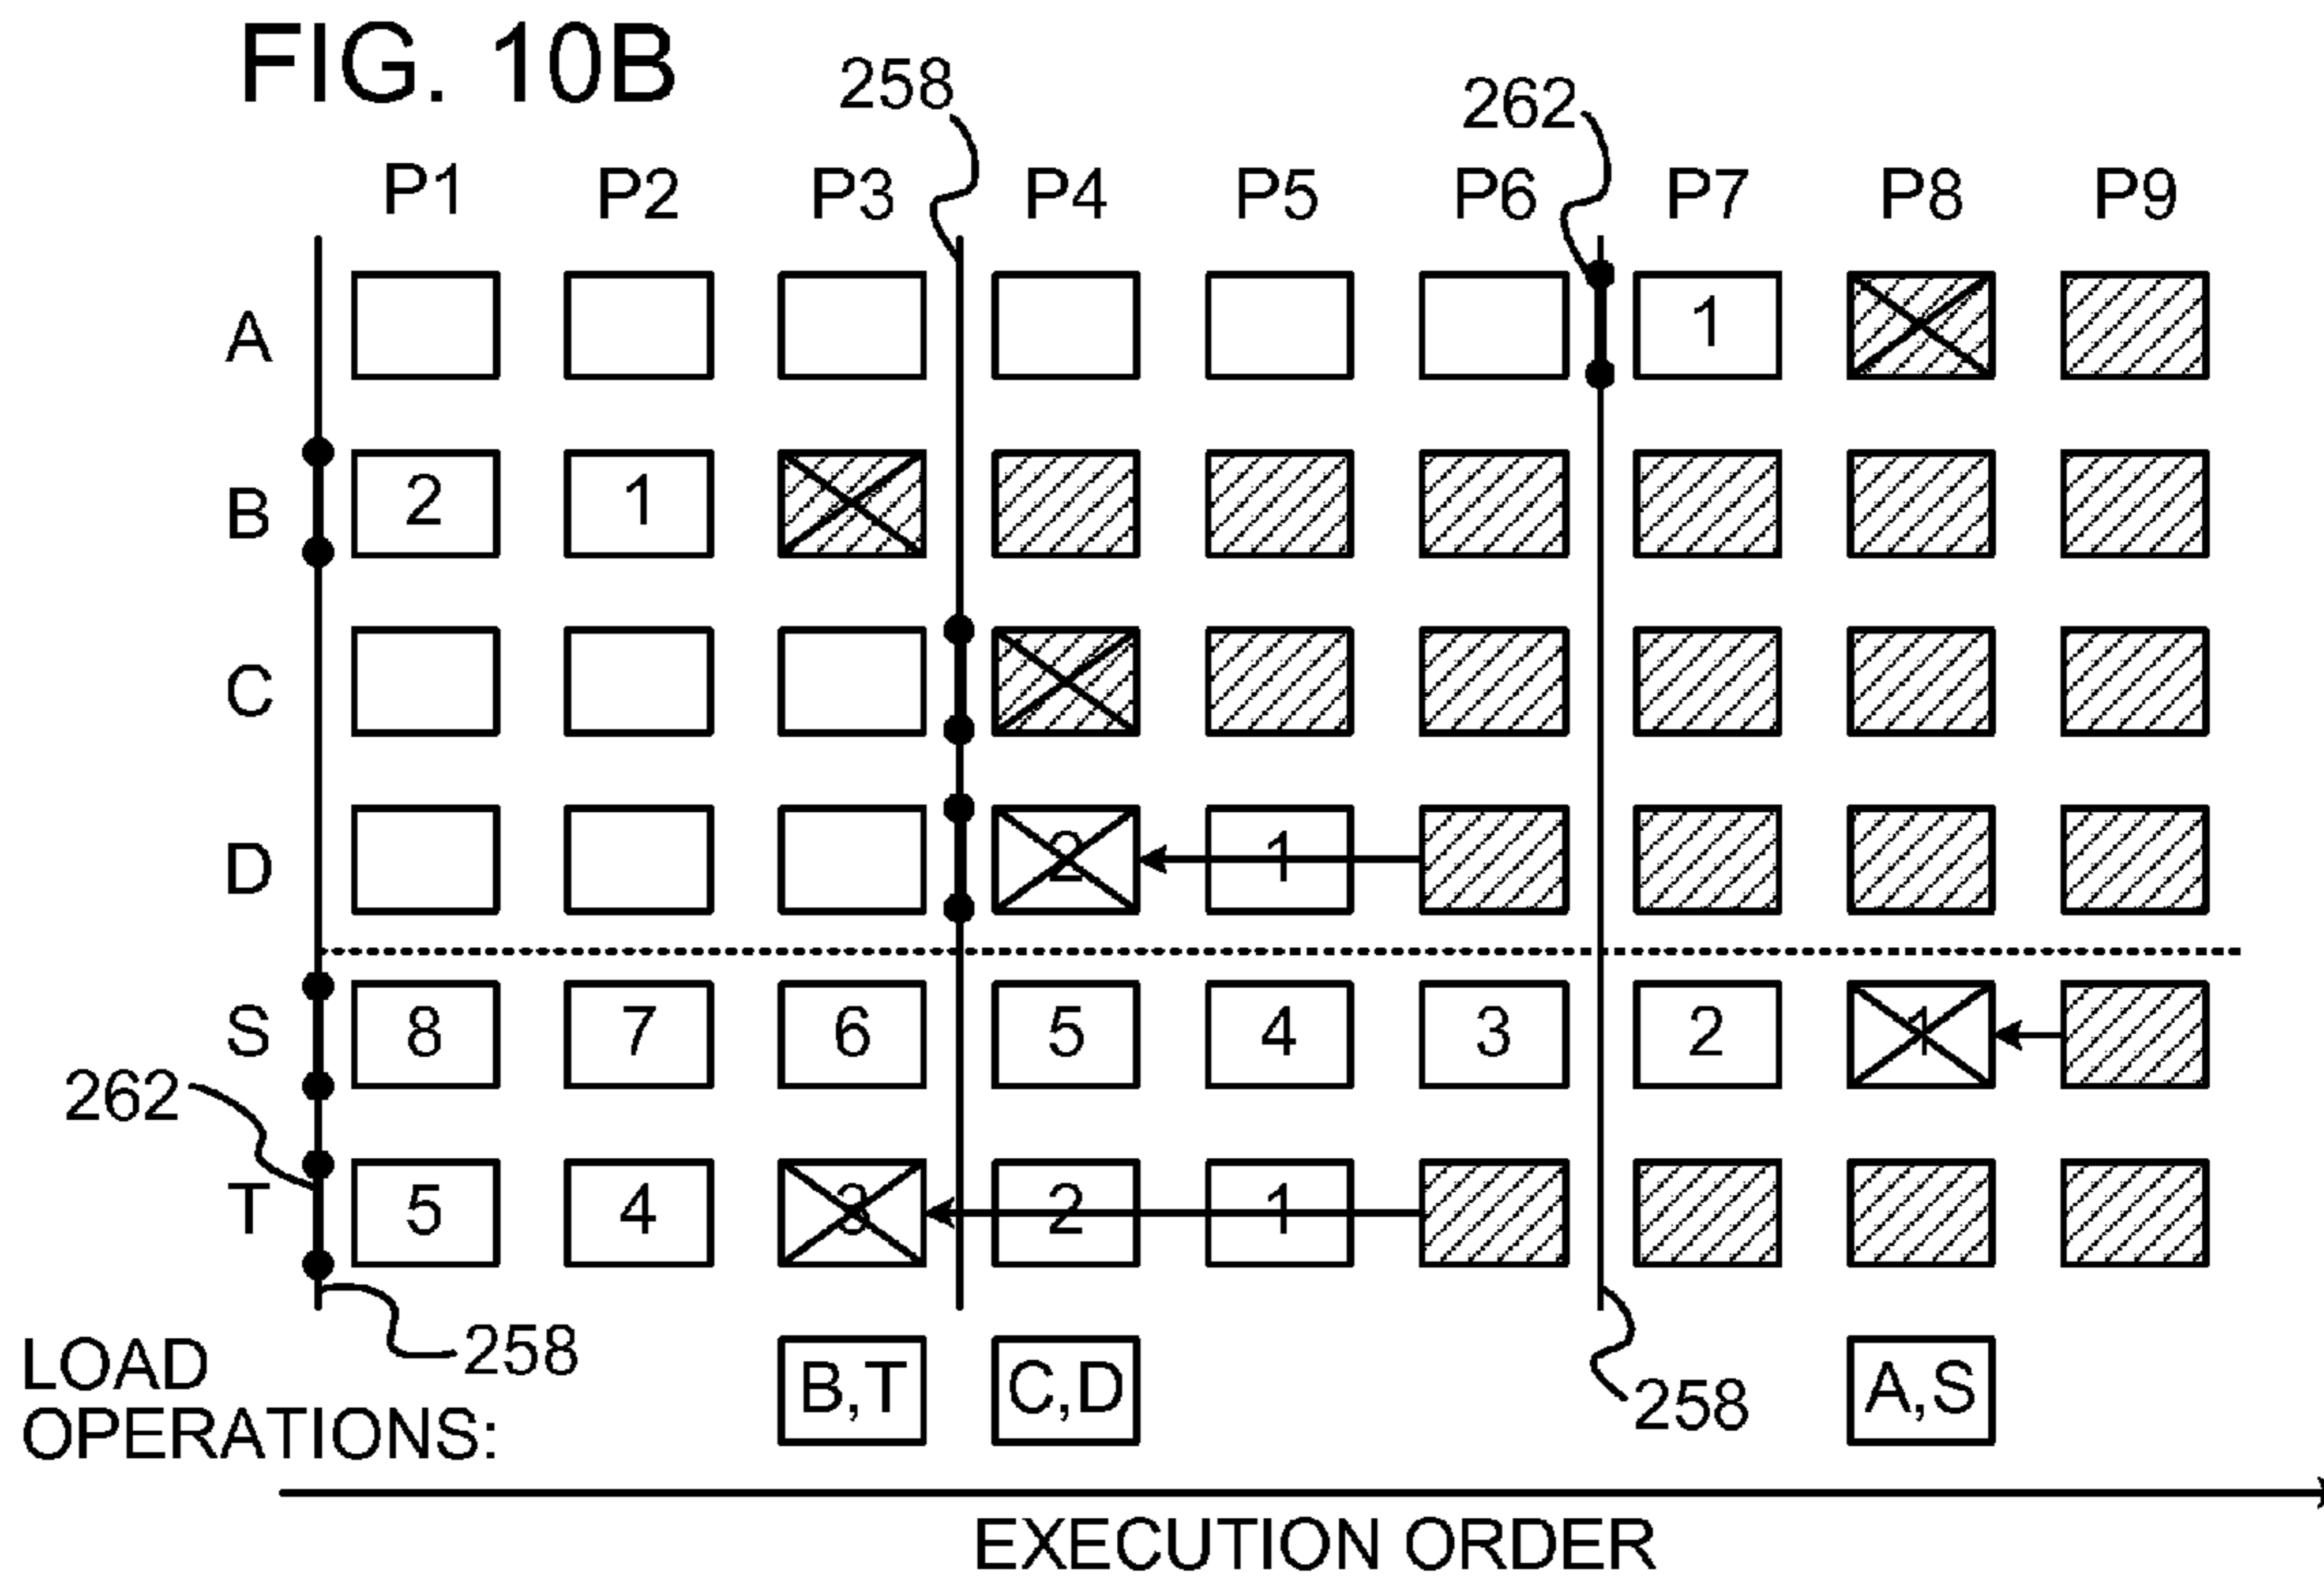 FIG. 10B
258
262
P1 P2 P3 P4 P5 P6 P7 P8 P9
A 1
B 2 1
C
D 2 1
S 8 7 6 5 4 3 2 1
262
T 5 4 3 2 1
258
LOAD OPERATIONS:
B,T C,D A,S
258
EXECUTION ORDER